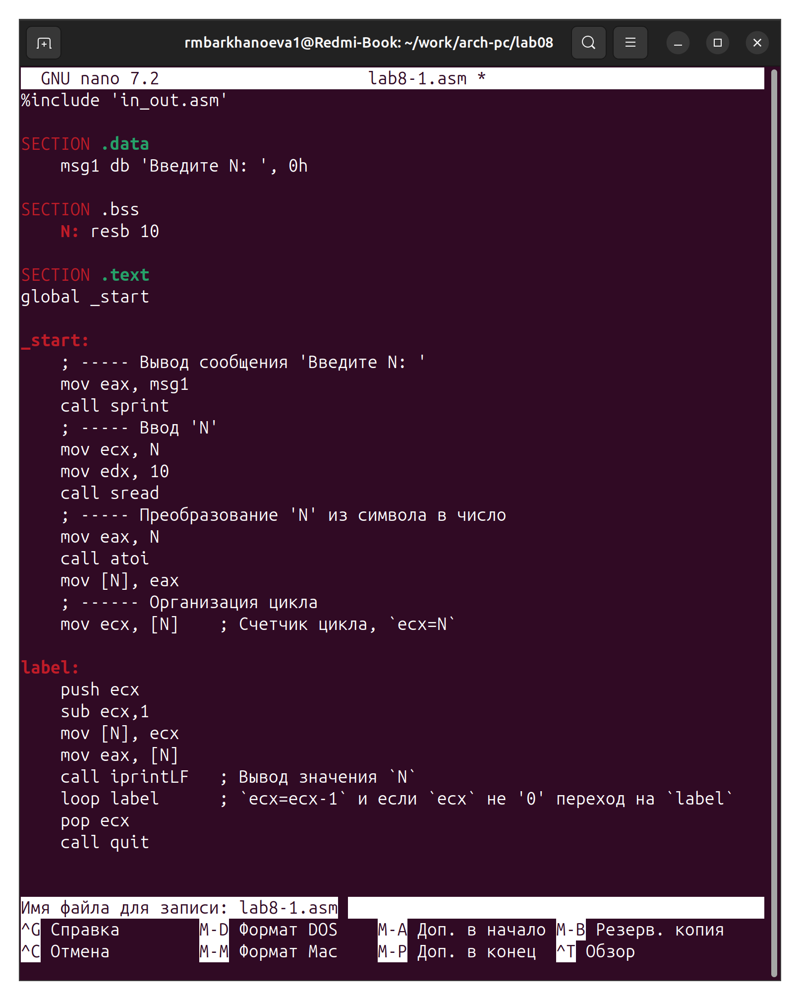 rmbarkhanoeva1@Redmi-Book: ~/work/arch-pc/lab08
GNU nano 7.2 lab8-1.asm *
%include 'in_out.asm'
SECTION .data
msg1 db 'Введите N: ', 0h
SECTION .bss
N: resb 10
SECTION .text
global _start
_start:
; ----- Вывод сообщения 'Введите N: '
mov eax, msg1
call sprint
; ----- Ввод 'N'
mov ecx, N
mov edx, 10
call sread
; ----- Преобразование 'N' из символа в число
mov eax, N
call atoi
mov [N], eax
; ------ Организация цикла
mov ecx, [N] ; Счетчик цикла, `ecx=N`
label:
push ecx
sub ecx,1
mov [N], ecx
mov eax, [N]
call iprintLF ; Вывод значения `N`
loop label ; `ecx=ecx-1` и если `ecx` не '0' переход на `label`
pop ecx
call quit
Имя файла для записи: lab8-1.asm
^G Справка M-D Формат DOS M-A Доп. в начало M-B Резерв. копия
^C Отмена M-M Формат Mac M-P Доп. в конец ^T Обзор